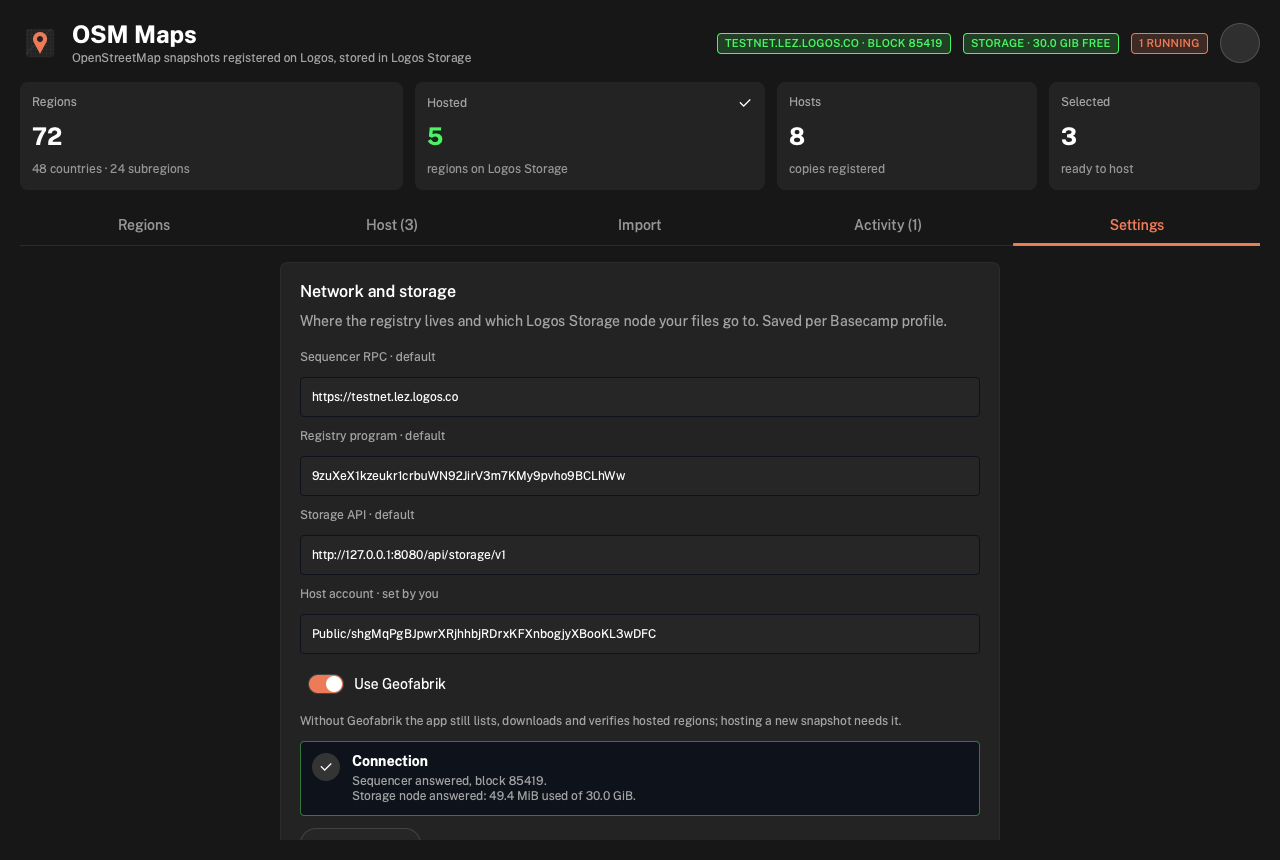 OSM Maps
OpenStreetMap snapshots registered on Logos, stored in Logos Storage
TESTNET.LEZ.LOGOS.CO · BLOCK 85419
STORAGE · 30.0 GIB FREE
1 RUNNING
Regions
72
48 countries · 24 subregions
Hosted
5
regions on Logos Storage
Hosts
8
copies registered
Selected
3
ready to host
Regions
Host (3)
Import
Activity (1)
Settings
Network and storage
Where the registry lives and which Logos Storage node your files go to. Saved per Basecamp profile.
Sequencer RPC · default
https://testnet.lez.logos.co
Registry program · default
9zuXeX1kzeukr1crbuWN92JirV3m7KMy9pvho9BCLhWw
Storage API · default
http://127.0.0.1:8080/api/storage/v1
Host account · set by you
Public/shgMqPgBJpwrXRjhhbjRDrxKFXnbogjyXBooKL3wDFC
Use Geofabrik
Without Geofabrik the app still lists, downloads and verifies hosted regions; hosting a new snapshot needs it.
Connection
Sequencer answered, block 85419.
Storage node answered: 49.4 MiB used of 30.0 GiB.